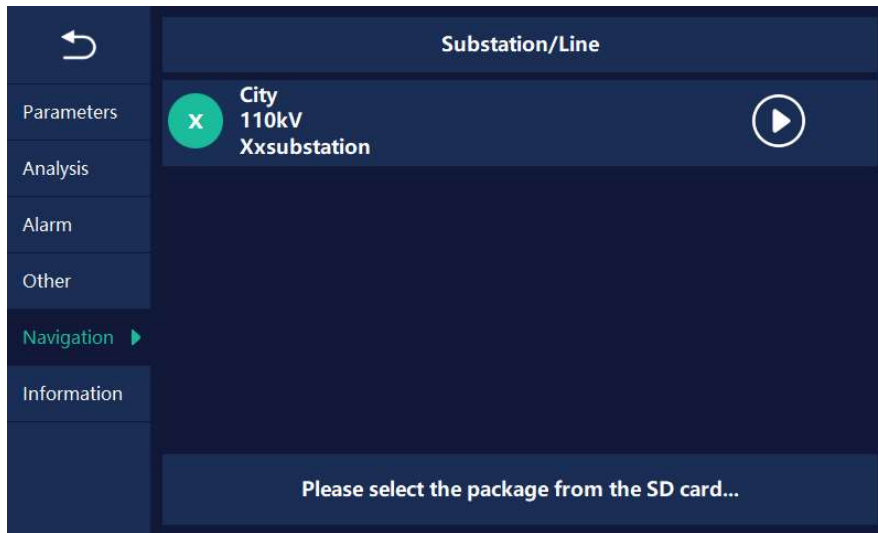 Substation/Line
Parameters
Analysis
Alarm
Other
Navigation
Information
X
City
110kV
Xxsubstation
Please select the package from the SD card...